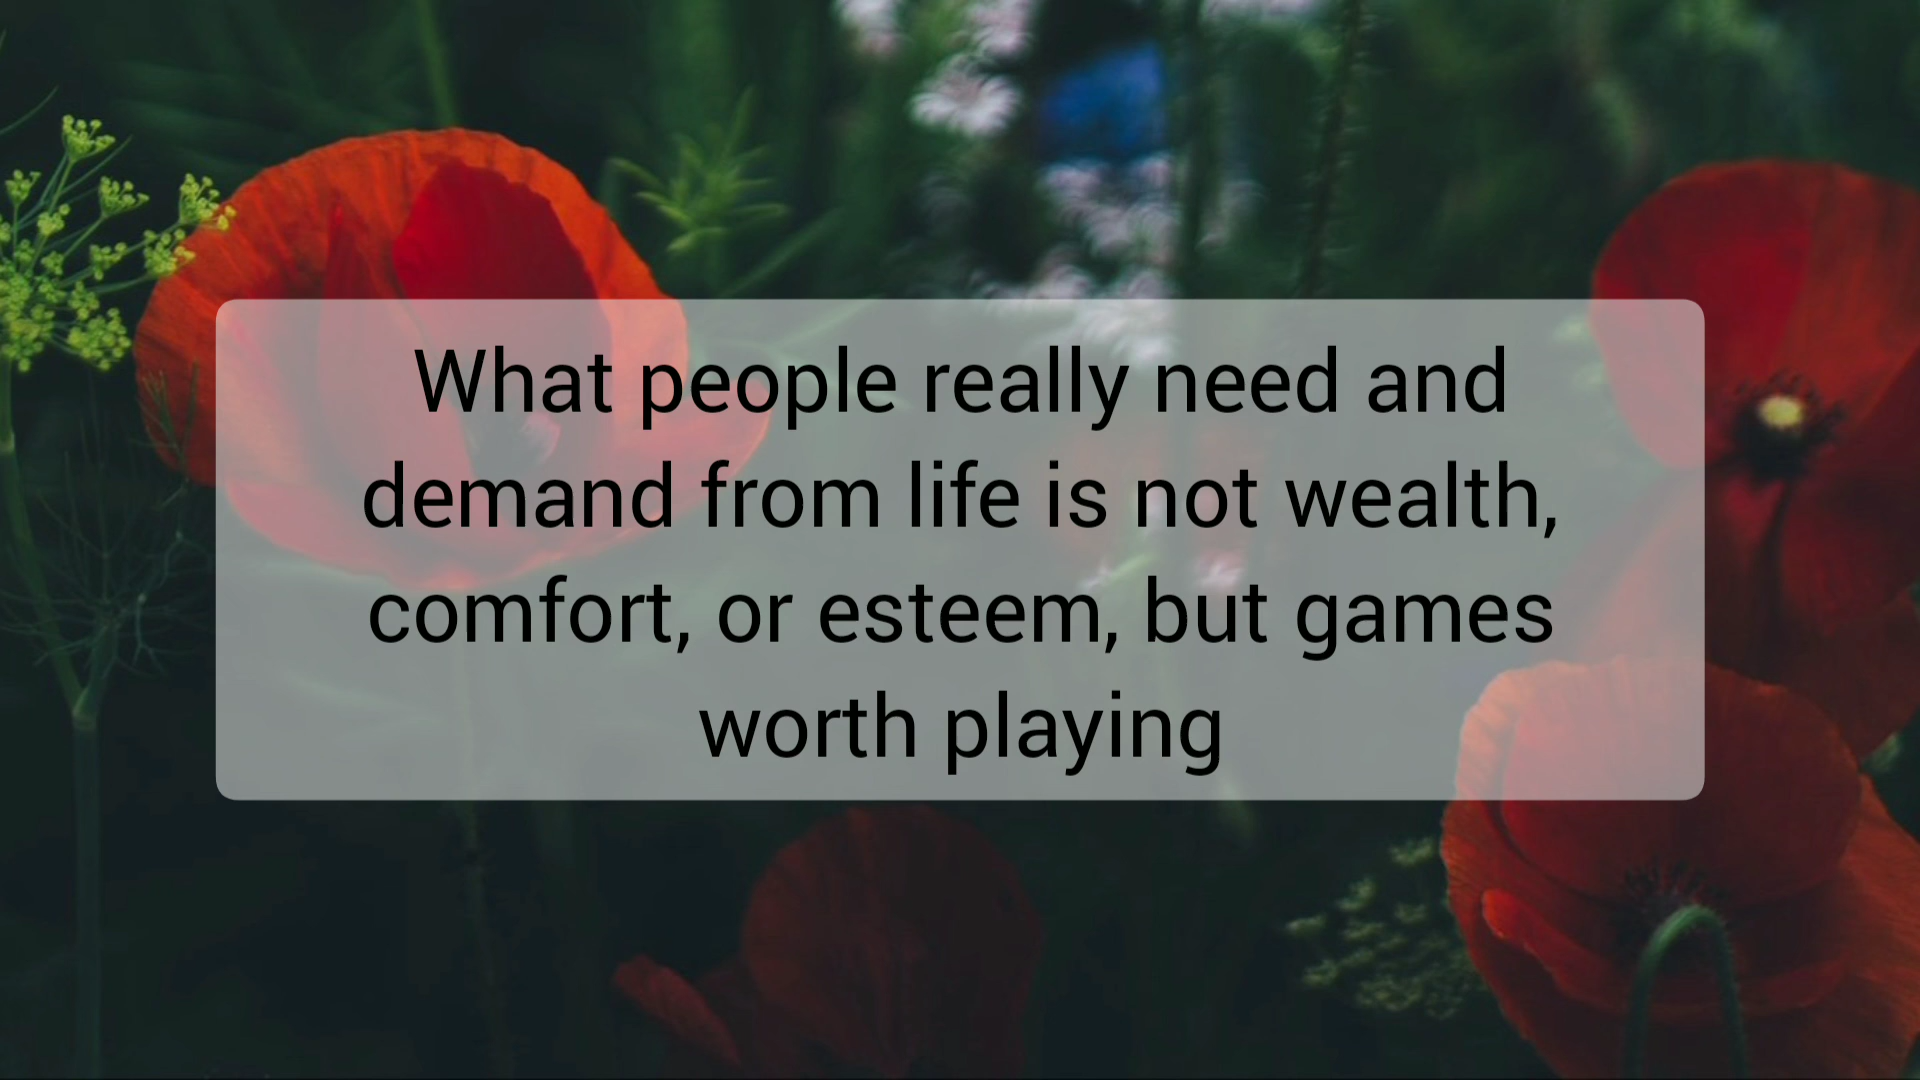 What people really need and
demand from life is not wealth,
comfort, or esteem, but games
worth playing